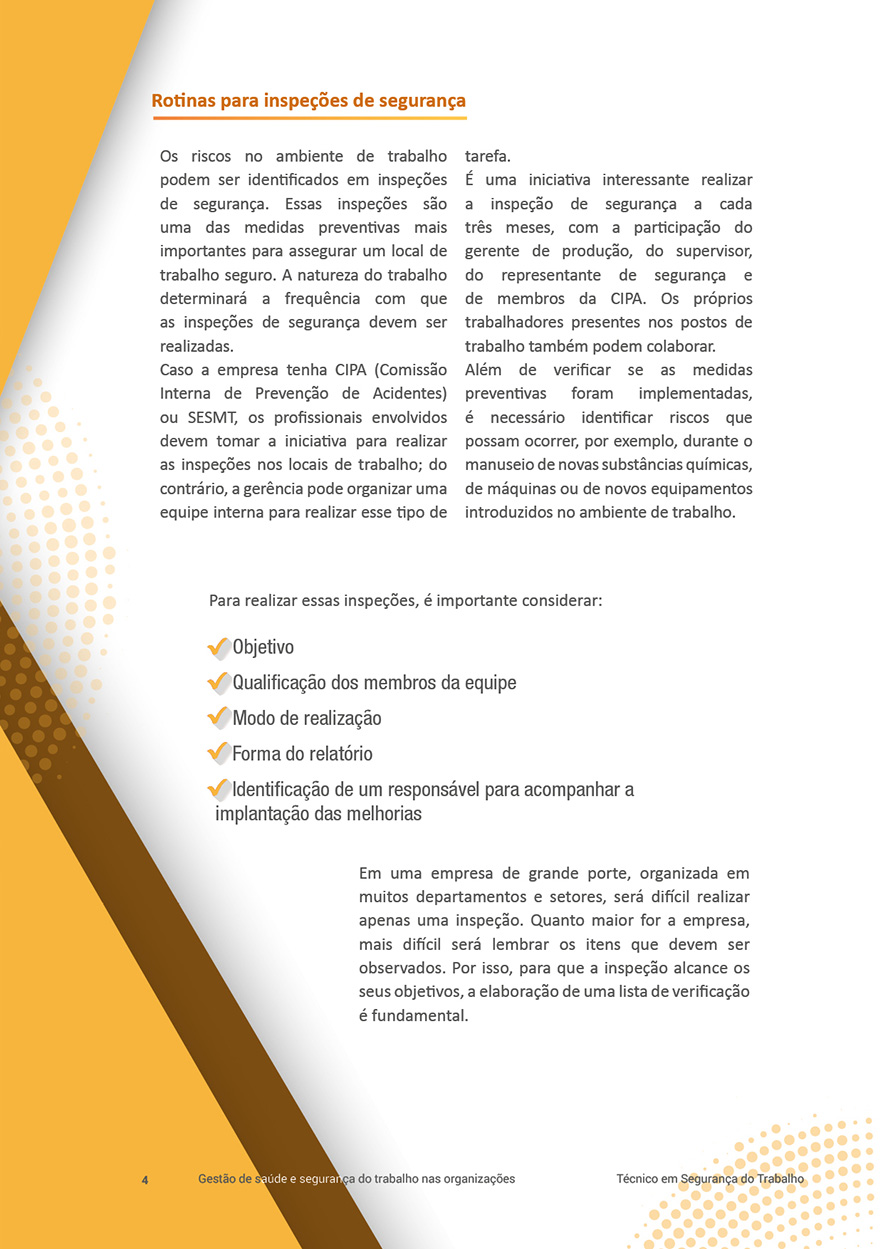 Rotinas para inspeções de segurança
Os riscos no ambiente de trabalho
podem ser identificados em inspeções
de segurança. Essas inspeções são
uma das medidas preventivas mais
importantes para assegurar um local de
trabalho seguro. A natureza do trabalho
determinará a frequência com que
as inspeções de segurança devem ser
realizadas.
Caso a empresa tenha CIPA (Comissão
Interna de Prevenção de Acidentes)
ou SESMT, os profissionais envolvidos
devem tomar a iniciativa para realizar
as inspeções nos locais de trabalho; do
contrário, a gerência pode organizar uma
equipe interna para realizar esse tipo de
tarefa.
É uma iniciativa interessante realizar
a inspeção de segurança a cada
três meses, com a participação do
gerente de produção, do supervisor,
do representante de segurança e
de membros da CIPA. Os próprios
trabalhadores presentes nos postos de
trabalho também podem colaborar.
Além de verificar se as medidas
preventivas foram implementadas,
é necessário identificar riscos que
possam ocorrer, por exemplo, durante o
manuseio de novas substâncias químicas,
de máquinas ou de novos equipamentos
introduzidos no ambiente de trabalho.
Para realizar essas inspeções, é importante considerar:
Objetivo
Qualificação dos membros da equipe
Modo de realização
Forma do relatório
Identificação de um responsável para acompanhar a
implantação das melhorias
Em uma empresa de grande porte, organizada em
muitos departamentos e setores, será difícil realizar
apenas uma inspeção. Quanto maior for a empresa,
mais difícil será lembrar os itens que devem ser
observados. Por isso, para que a inspeção alcance os
seus objetivos, a elaboração de uma lista de verificação
é fundamental.
4 Gestão de saúde e segurança do trabalho nas organizações Técnico em Segurança do Trabalho